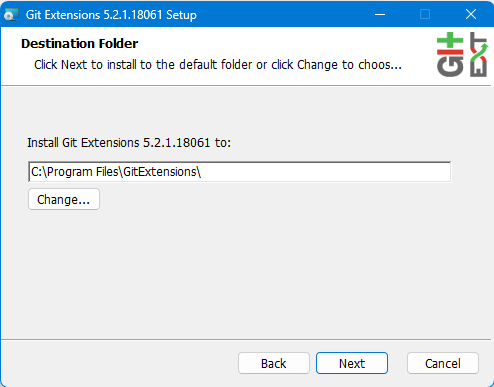 Git Extensions 5.2.1.18061 Setup
Destination Folder
Click Next to install to the default folder or click Change to choos...
Git
EXt
Install Git Extensions 5.2.1.18061 to:
C:\Program Files\GitExtensions\
Change...
Back
Next
Cancel